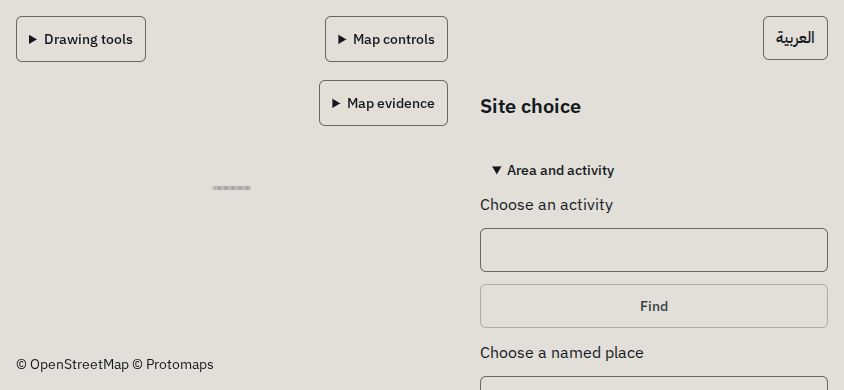 Drawing tools
Map controls
العربية
Map evidence
Site choice
Area and activity
Choose an activity
Find
Choose a named place
© OpenStreetMap © Protomaps